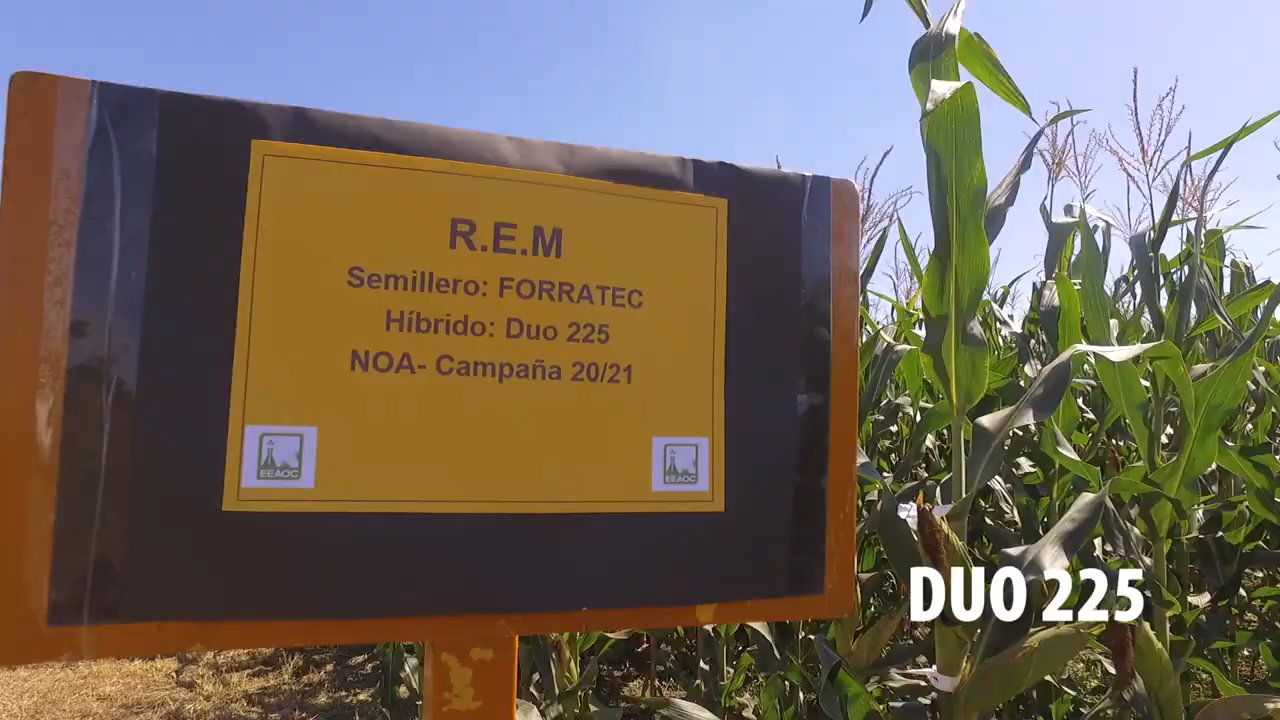 R.E.M
Semillero: FORRATEC
Híbrido: Duo 225
NOA- Campaña 20/21
EEAOC
EEAOC
DUO 225